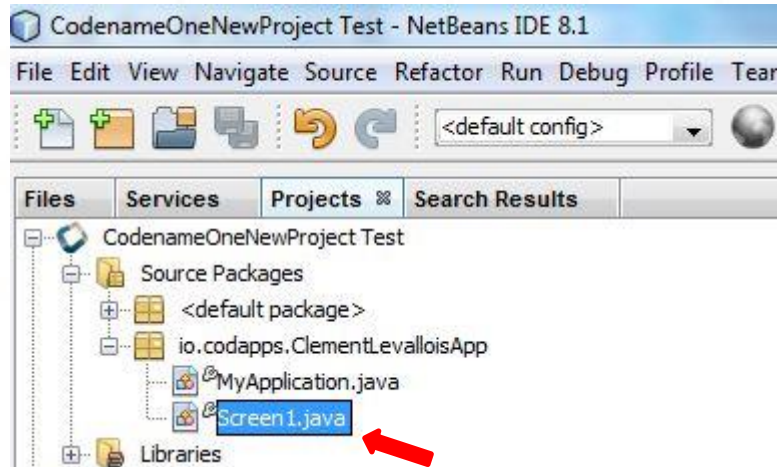 CodenameOneNewProject Test - NetBeans IDE 8.1
File Edit View Navigate Source Refactor Run Debug Profile Tear
<default config>
Files Services Projects Search Results
CodenameOneNewProject Test
Source Packages
<default package>
io.codapps.ClementLevalloisApp
MyApplication.java
Screen1.java
Libraries